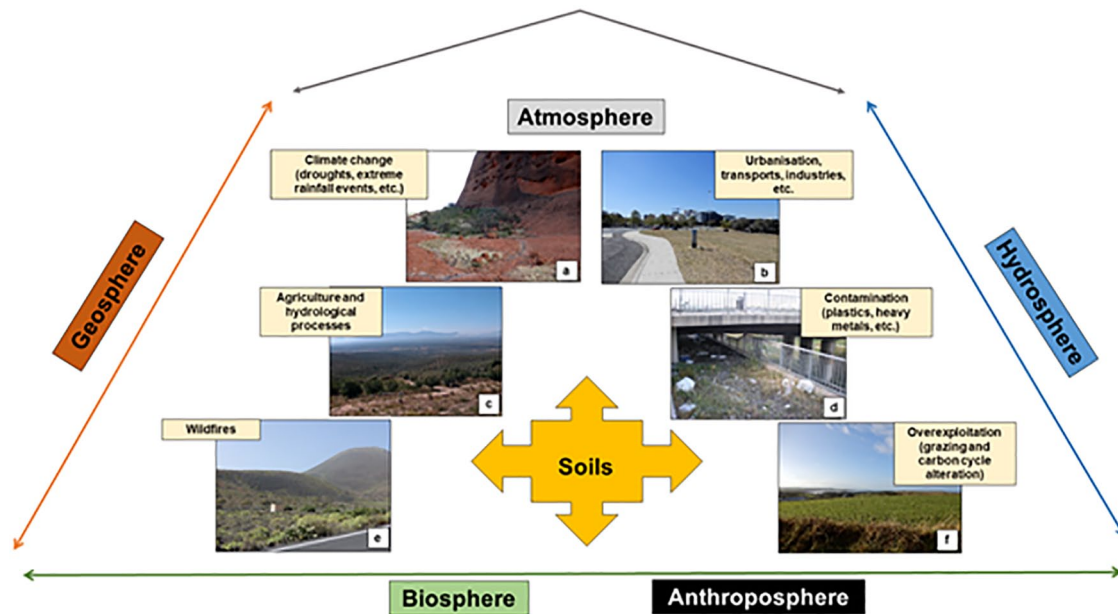 Atmosphere
Climate change
(droughts, extreme
rainfall events, etc.)
a
Urbanisation,
transports, industries,
etc.
b
Geosphere
Hydrosphere
Agriculture and
hydrological
processes
c
Contamination
(plastics, heavy
metals, etc.)
d
Wildfires
e
Soils
Overexploitation
(grazing and
carbon cycle
alteration)
f
Biosphere
Anthroposphere